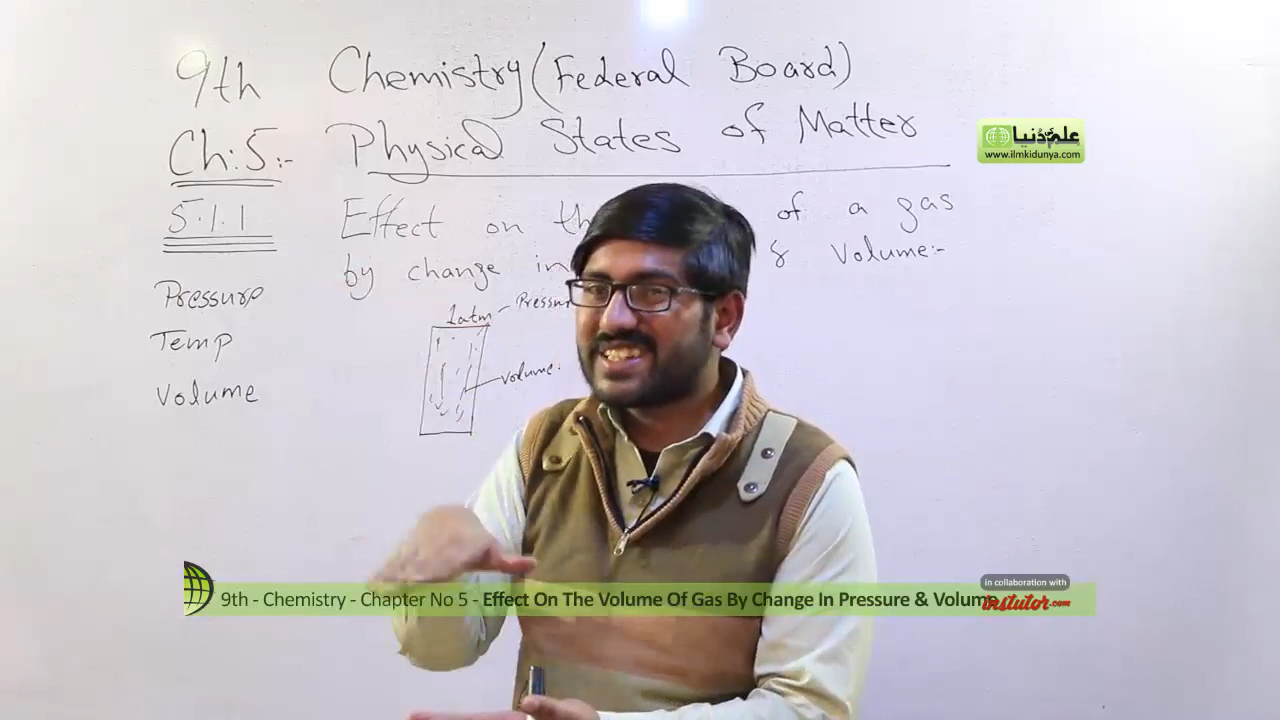 9th Chemistry (Federal Board)
Ch:5:- Physical States of Matter
علم کی دنیا
www.ilmkidunya.com
5.1.1 Effect on of a gas
by change in & Volume:-
Pressure
Temp
Volume
1atm
Volume:
9th - Chemistry - Chapter No 5 - Effect On The Volume Of Gas By Change In Pressure & Volume
in collaboration with
instutor.com